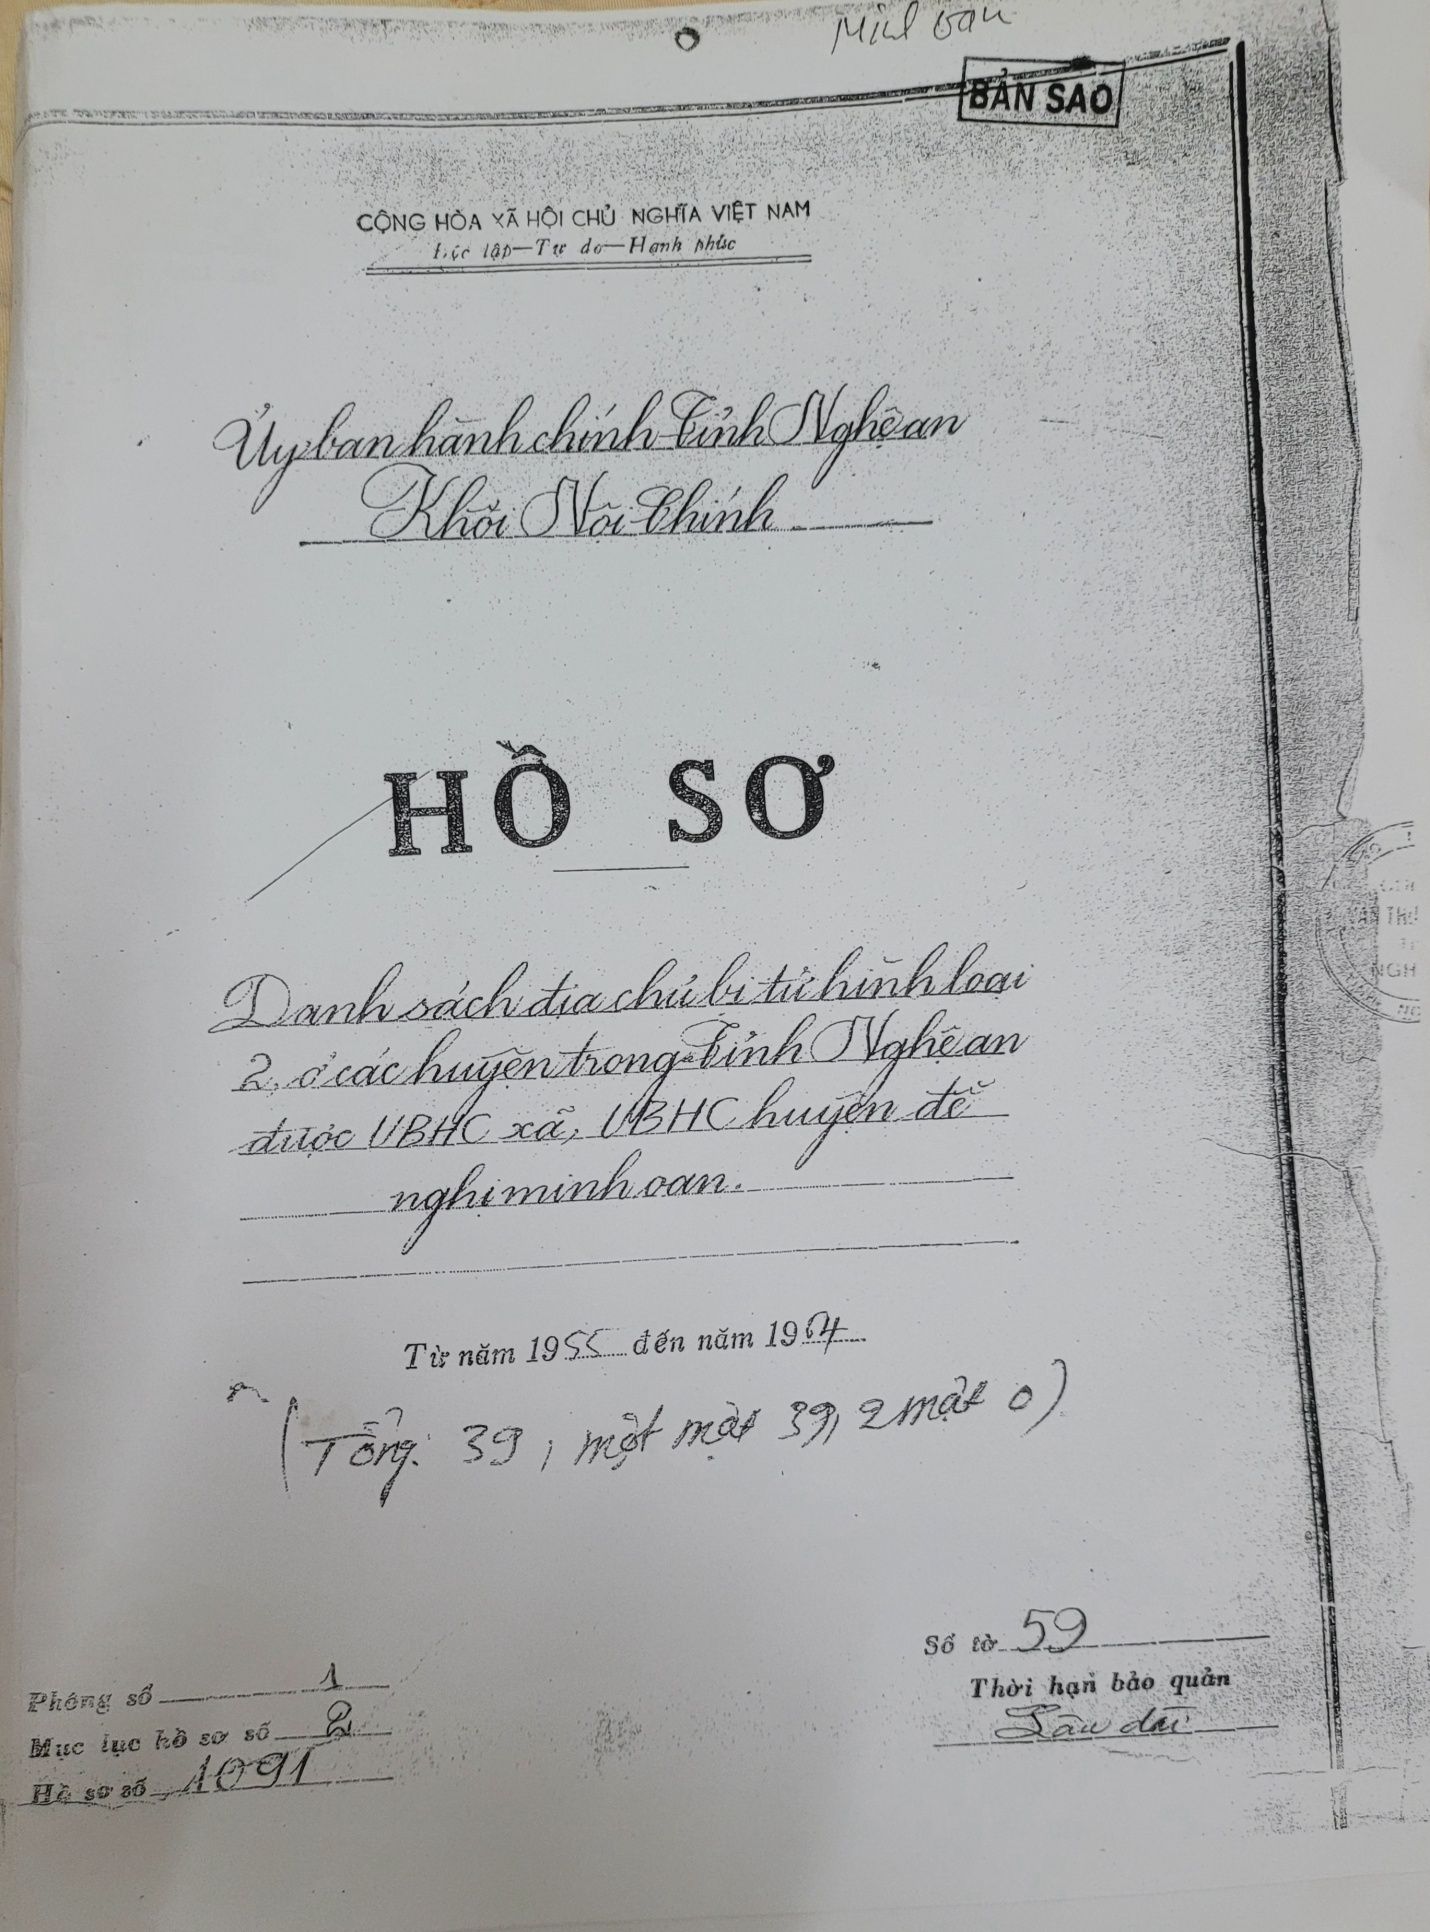 Minh oan
BẢN SAO
CỘNG HÒA XÃ HỘI CHỦ NGHĨA VIỆT NAM
Độc lập—Tự do—Hạnh phúc
Ủy ban hành chính Tỉnh Nghệ an
Khối Nội Chính
HỒ SƠ
Danh sách địa chủ bị tử hình loại
2, ở các huyện trong Tỉnh Nghệ an
được UBHC xã, UBHC huyện đề
nghị minh oan.
Từ năm 1955 đến năm 1964
(Tổng: 39, một mặt 39, 2 mặt 0)
Số tờ 59
Thời hạn bảo quản
Lâu dài
Phông số 1
Mục lục hồ sơ số 2
Hồ sơ số 1091
VĂN THƯ
NGH